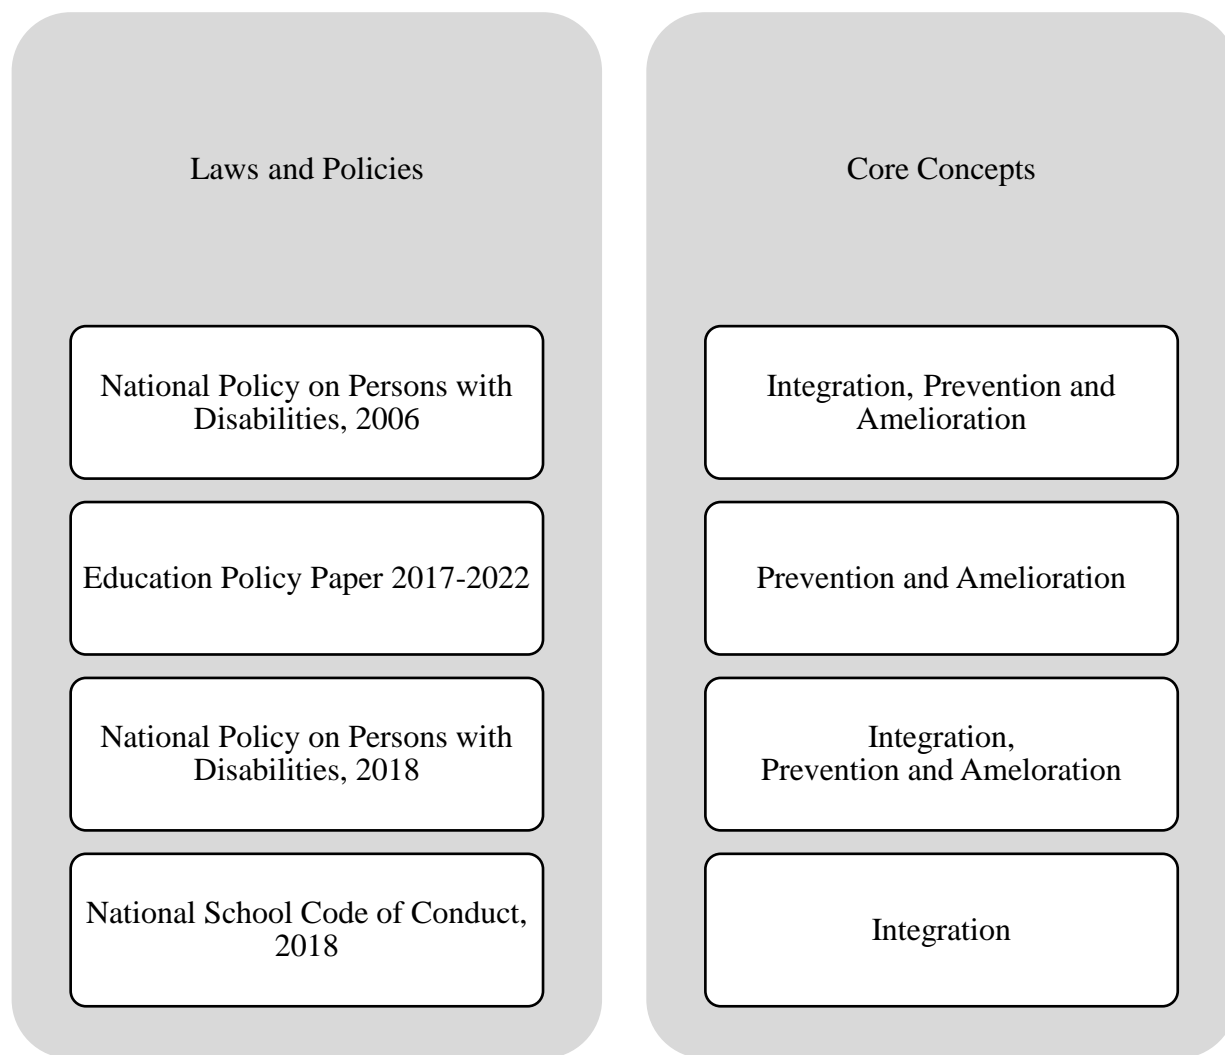 Laws and Policies
National Policy on Persons with
Disabilities, 2006
Education Policy Paper 2017-2022
National Policy on Persons with
Disabilities, 2018
National School Code of Conduct,
2018
Core Concepts
Integration, Prevention and
Amelioration
Prevention and Amelioration
Integration,
Prevention and Ameloration
Integration